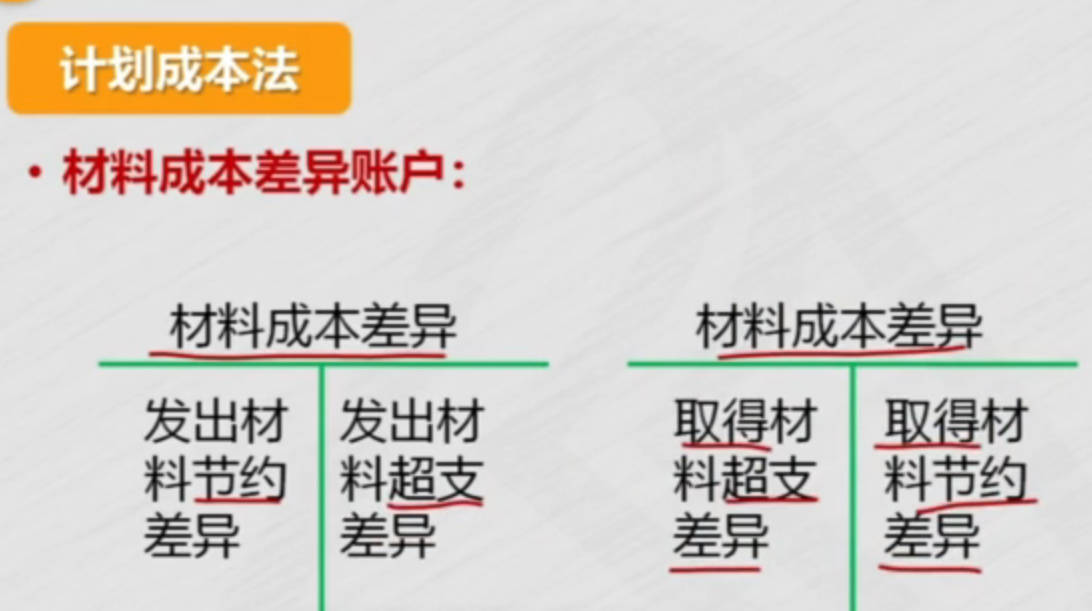 计划成本法
• 材料成本差异账户：
材料成本差异
发出材
料节约
差异
发出材
料超支
差异
材料成本差异
取得材
料超支
差异
取得材
料节约
差异